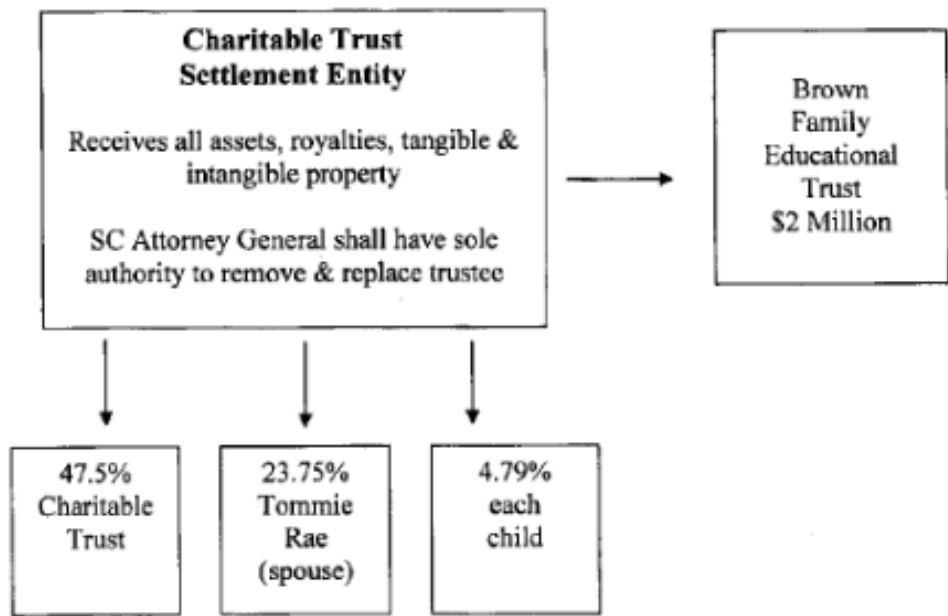 Charitable Trust
Settlement Entity
Receives all assets, royalties, tangible &
intangible property
SC Attorney General shall have sole
authority to remove & replace trustee
Brown
Family
Educational
Trust
$2 Million
47.5%
Charitable
Trust
23.75%
Tommie
Rae
(spouse)
4.79%
each
child